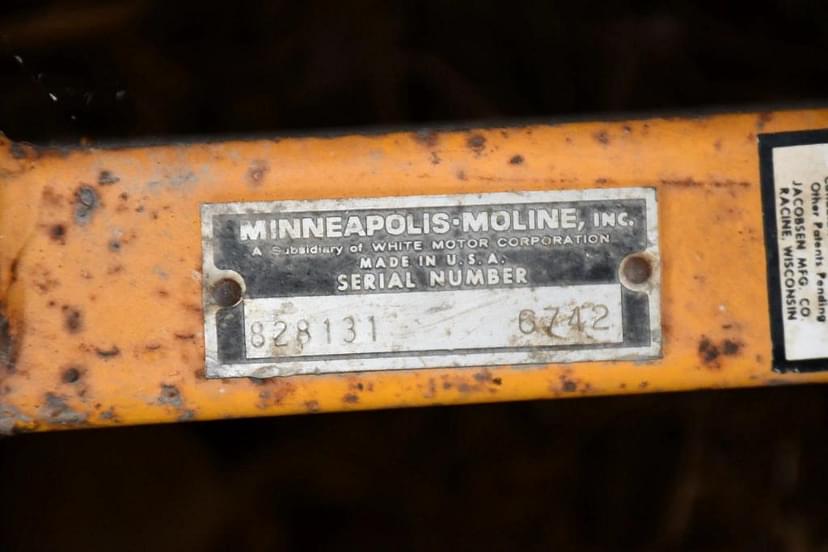 MINNEAPOLIS-MOLINE, INC.
A Subsidiary of WHITE MOTOR CORPORATION
MADE IN U.S.A.
SERIAL NUMBER
828131 6742
Other Patents Pending
JACOBSEN MFG. CO.
RACINE, WISCONSIN